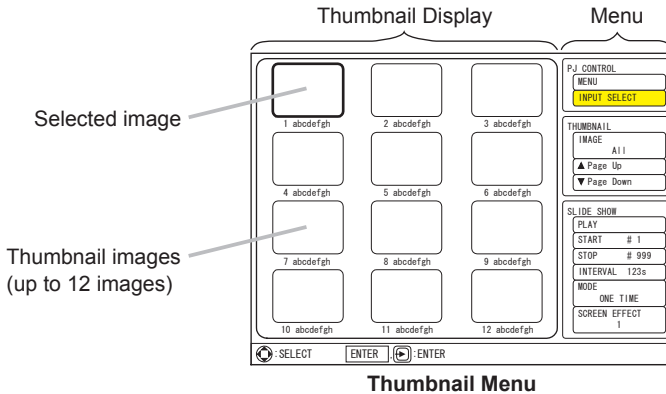 Thumbnail Display
Menu
Selected image
Thumbnail images
(up to 12 images)
1 abcdefgh
2 abcdefgh
3 abcdefgh
4 abcdefgh
5 abcdefgh
6 abcdefgh
7 abcdefgh
8 abcdefgh
9 abcdefgh
10 abcdefgh
11 abcdefgh
12 abcdefgh
PJ CONTROL
MENU
INPUT SELECT
THUMBNAIL
IMAGE
All
▲ Page Up
▼ Page Down
SLIDE SHOW
PLAY
START # 1
STOP # 999
INTERVAL 123s
MODE
ONE TIME
SCREEN EFFECT
1
:SELECT ENTER , :ENTER
Thumbnail Menu